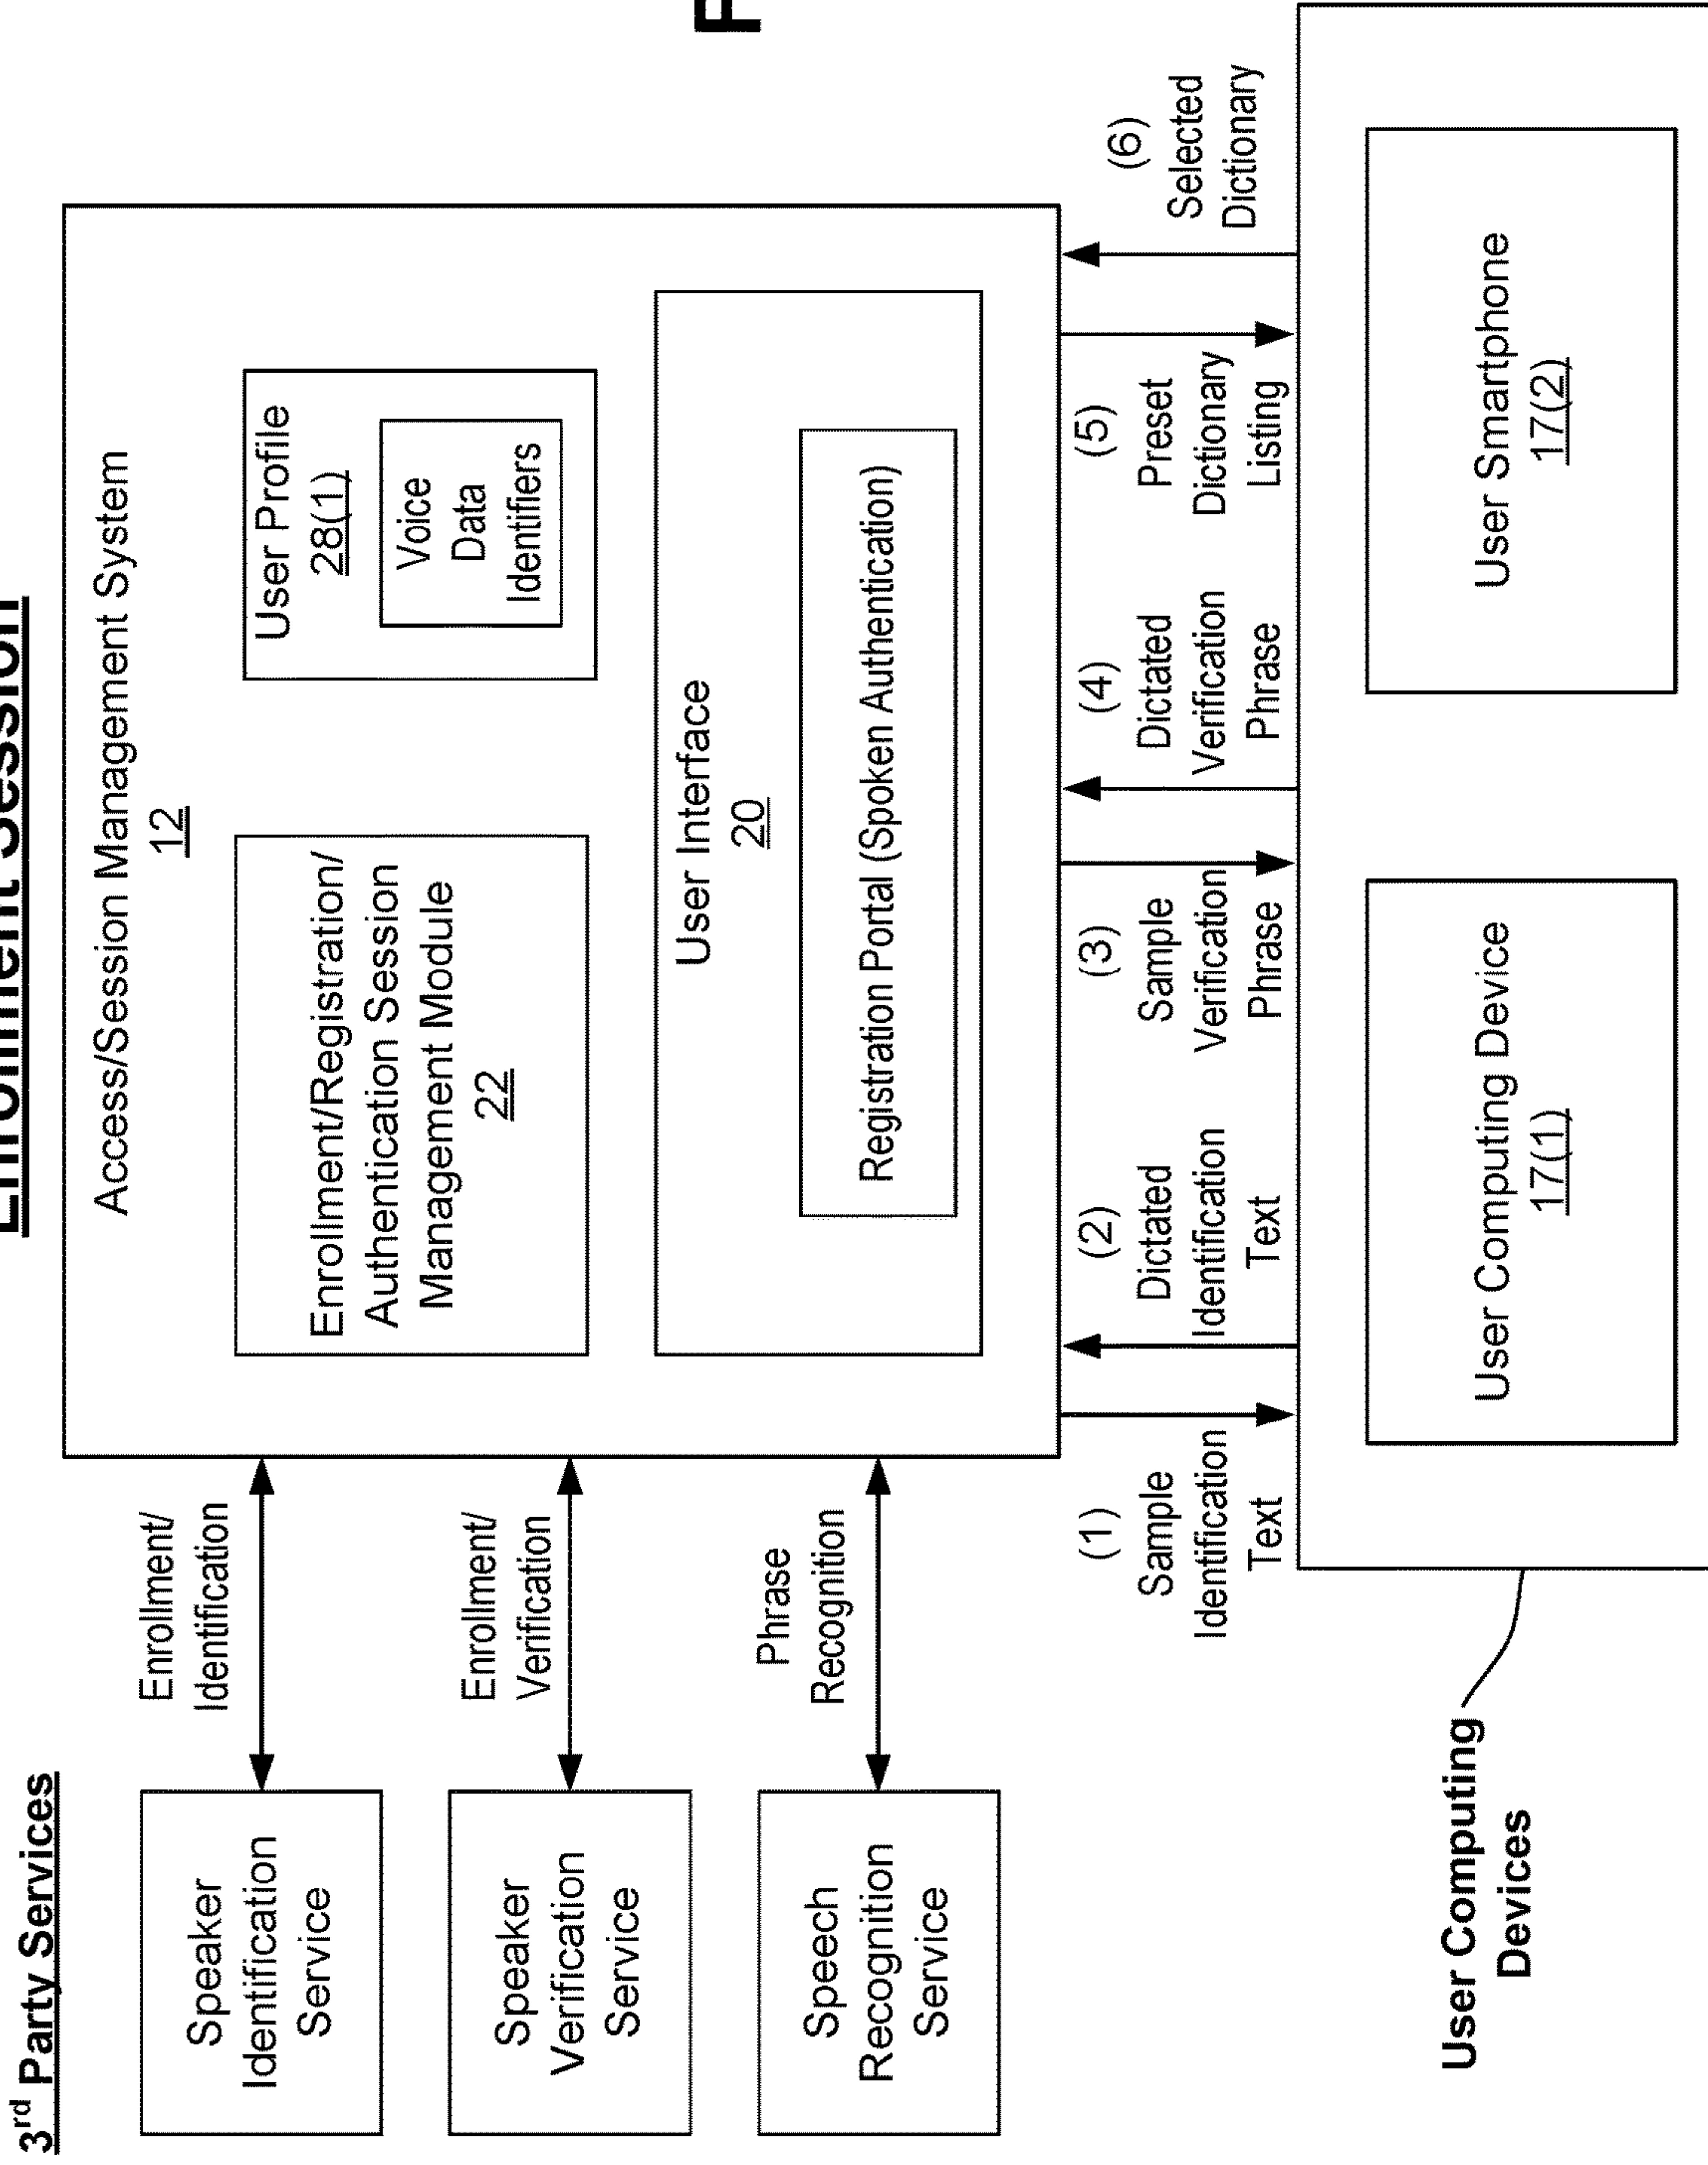 Enrollment Session
3rd Party Services
Speaker
Identification
Service
Speaker
Verification
Service
Speech
Recognition
Service
Enrollment/
Identification
Enrollment/
Verification
Phrase
Recognition
Access/Session Management System
12
Enrollment/Registration/
Authentication Session
Management Module
22
User Profile
28(1)
Voice
Data
Identifiers
User Interface
20
Registration Portal (Spoken Authentication)
(1)
Sample
Identification
Text
(2)
Dictated
Identification
Text
(3)
Sample
Verification
Phrase
(4)
Dictated
Verification
Phrase
(5)
Preset
Dictionary
Listing
(6)
Selected
Dictionary
User Computing
Devices
User Computing Device
17(1)
User Smartphone
17(2)